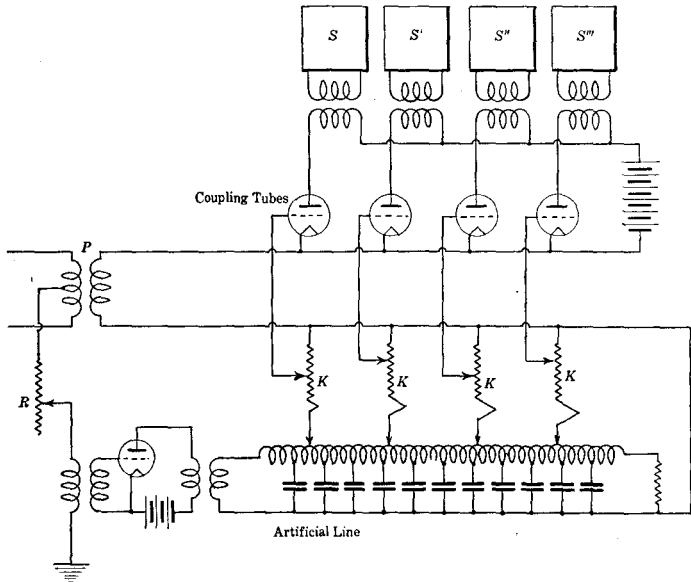 S S' S" S"'
Coupling Tubes
P
K K K K
R
Artificial Line